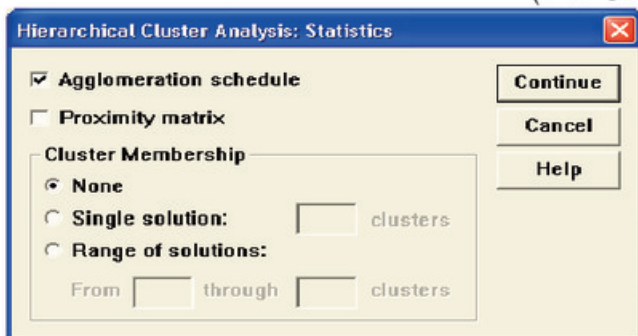 Hierarchical Cluster Analysis: Statistics
Agglomeration schedule
Continue
Proximity matrix
Cancel
Cluster Membership
Help
None
Single solution: clusters
Range of solutions:
From through clusters